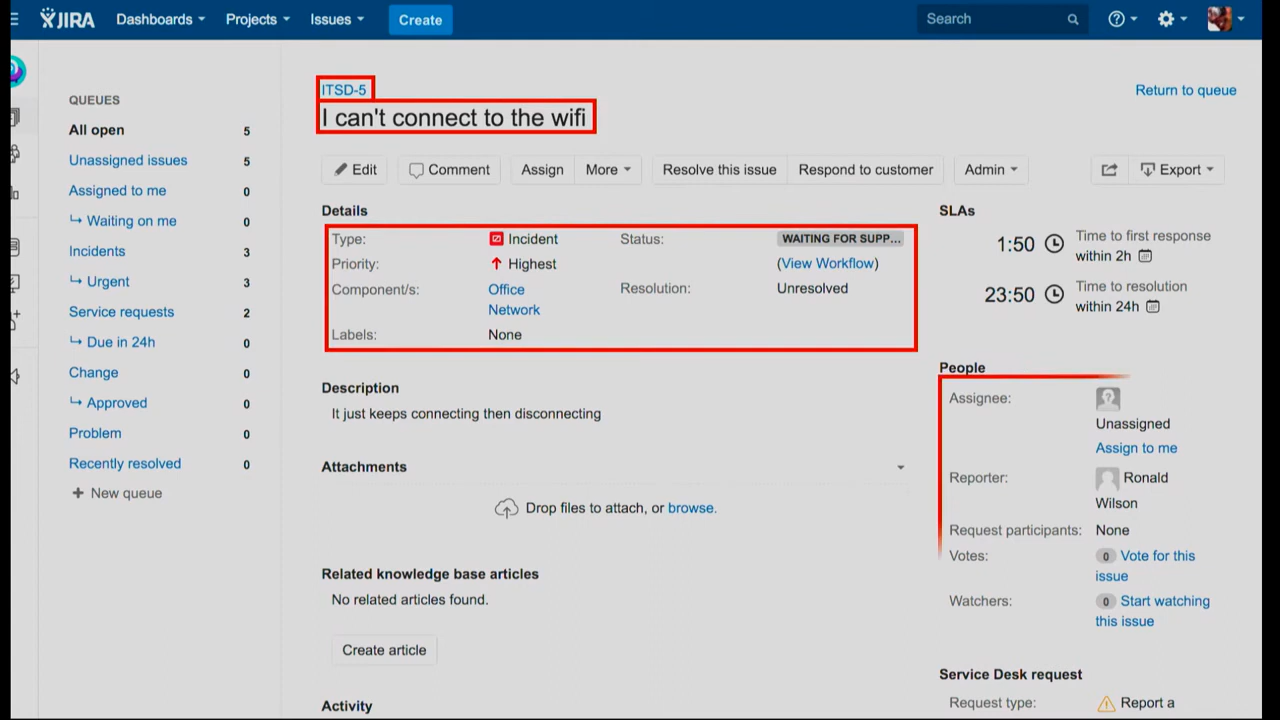 JIRA Dashboards Projects Issues Create Search
QUEUES
All open 5
Unassigned issues 5
Assigned to me 0
Waiting on me 0
Incidents 3
Urgent 3
Service requests 2
Due in 24h 0
Change 0
Approved 0
Problem 0
Recently resolved 0
+ New queue
ITSD-5
I can't connect to the wifi
Return to queue
Edit Comment Assign More Resolve this issue Respond to customer Admin Export
Details
Type: Incident
Priority: Highest
Component/s: Office
Network
Labels: None
Status: WAITING FOR SUPP...
(View Workflow)
Resolution: Unresolved
Description
It just keeps connecting then disconnecting
Attachments
Drop files to attach, or browse.
Related knowledge base articles
No related articles found.
Create article
Activity
SLAs
1:50 Time to first response
within 2h
23:50 Time to resolution
within 24h
People
Assignee:
Unassigned
Assign to me
Reporter: Ronald
Wilson
Request participants: None
Votes: 0 Vote for this
issue
Watchers: 0 Start watching
this issue
Service Desk request
Request type: Report a